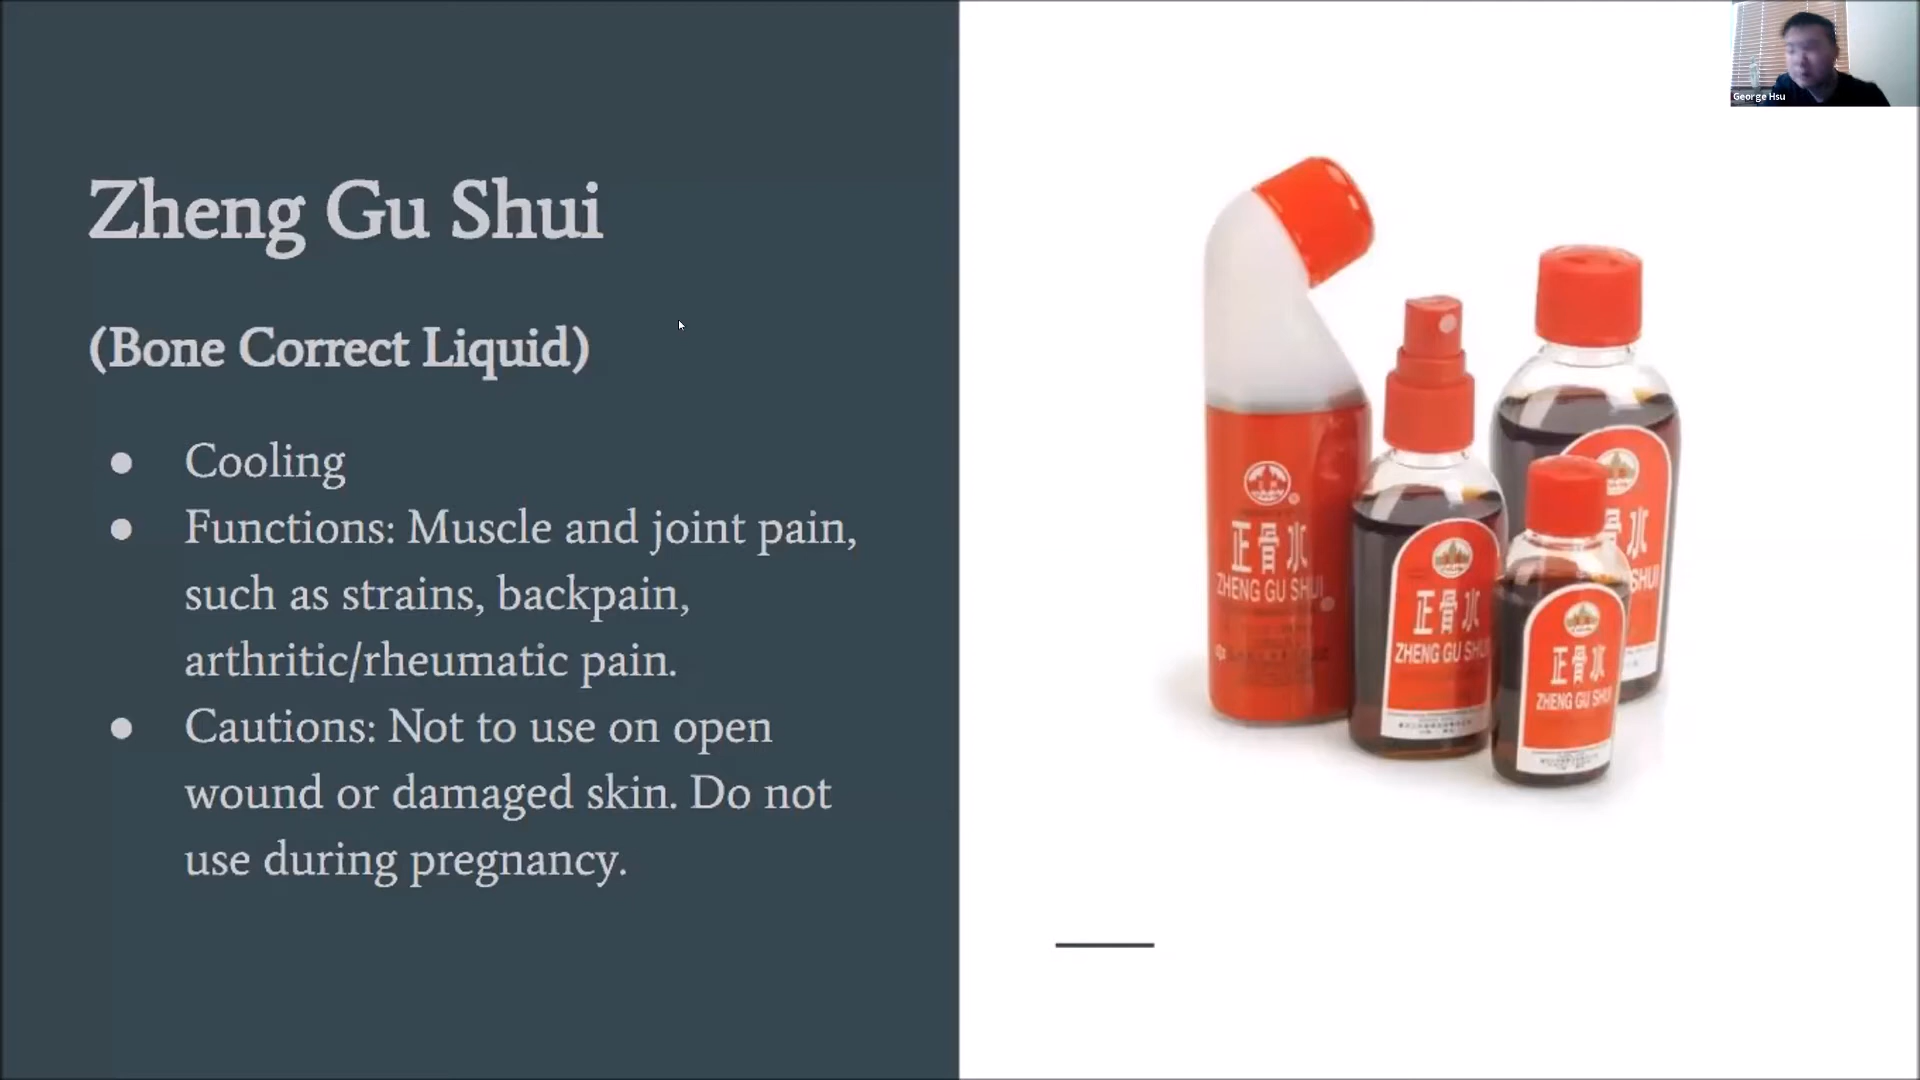 George Hsu
Zheng Gu Shui
(Bone Correct Liquid)
● Cooling
● Functions: Muscle and joint pain,
such as strains, backpain,
arthritic/rheumatic pain.
● Cautions: Not to use on open
wound or damaged skin. Do not
use during pregnancy.
正骨水
ZHENG GU SHUI
正骨水
ZHENG GU SHUI
正骨水
ZHENG GU SHUI
骨水
SHUI